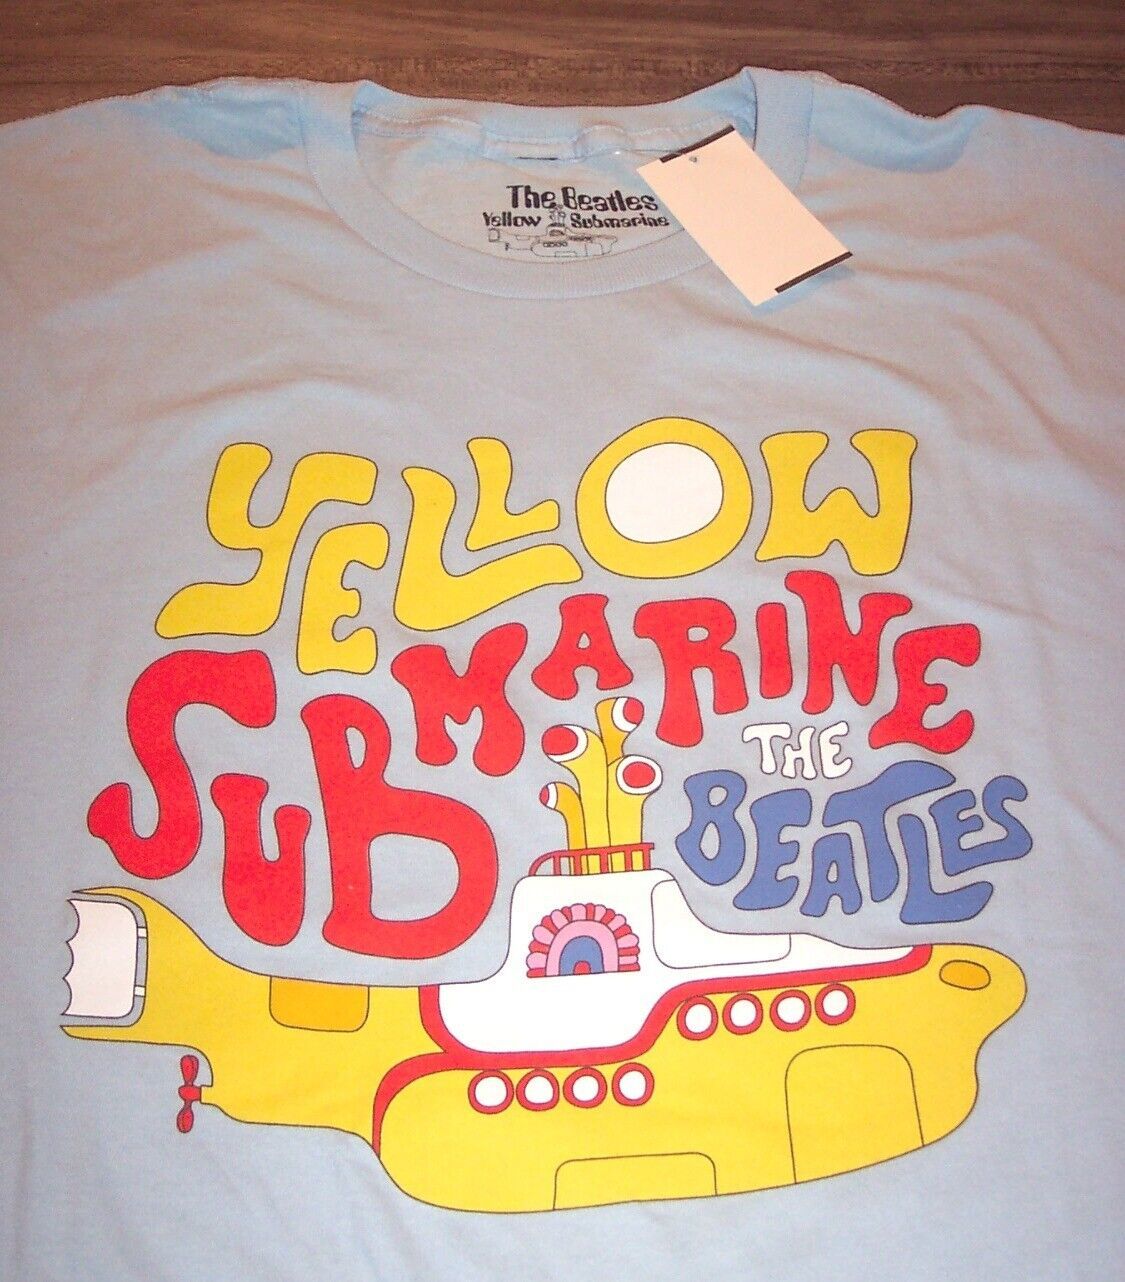 The Beatles
Yellow Submarine
YELLOW
SUBMARINE
THE
BEATLES